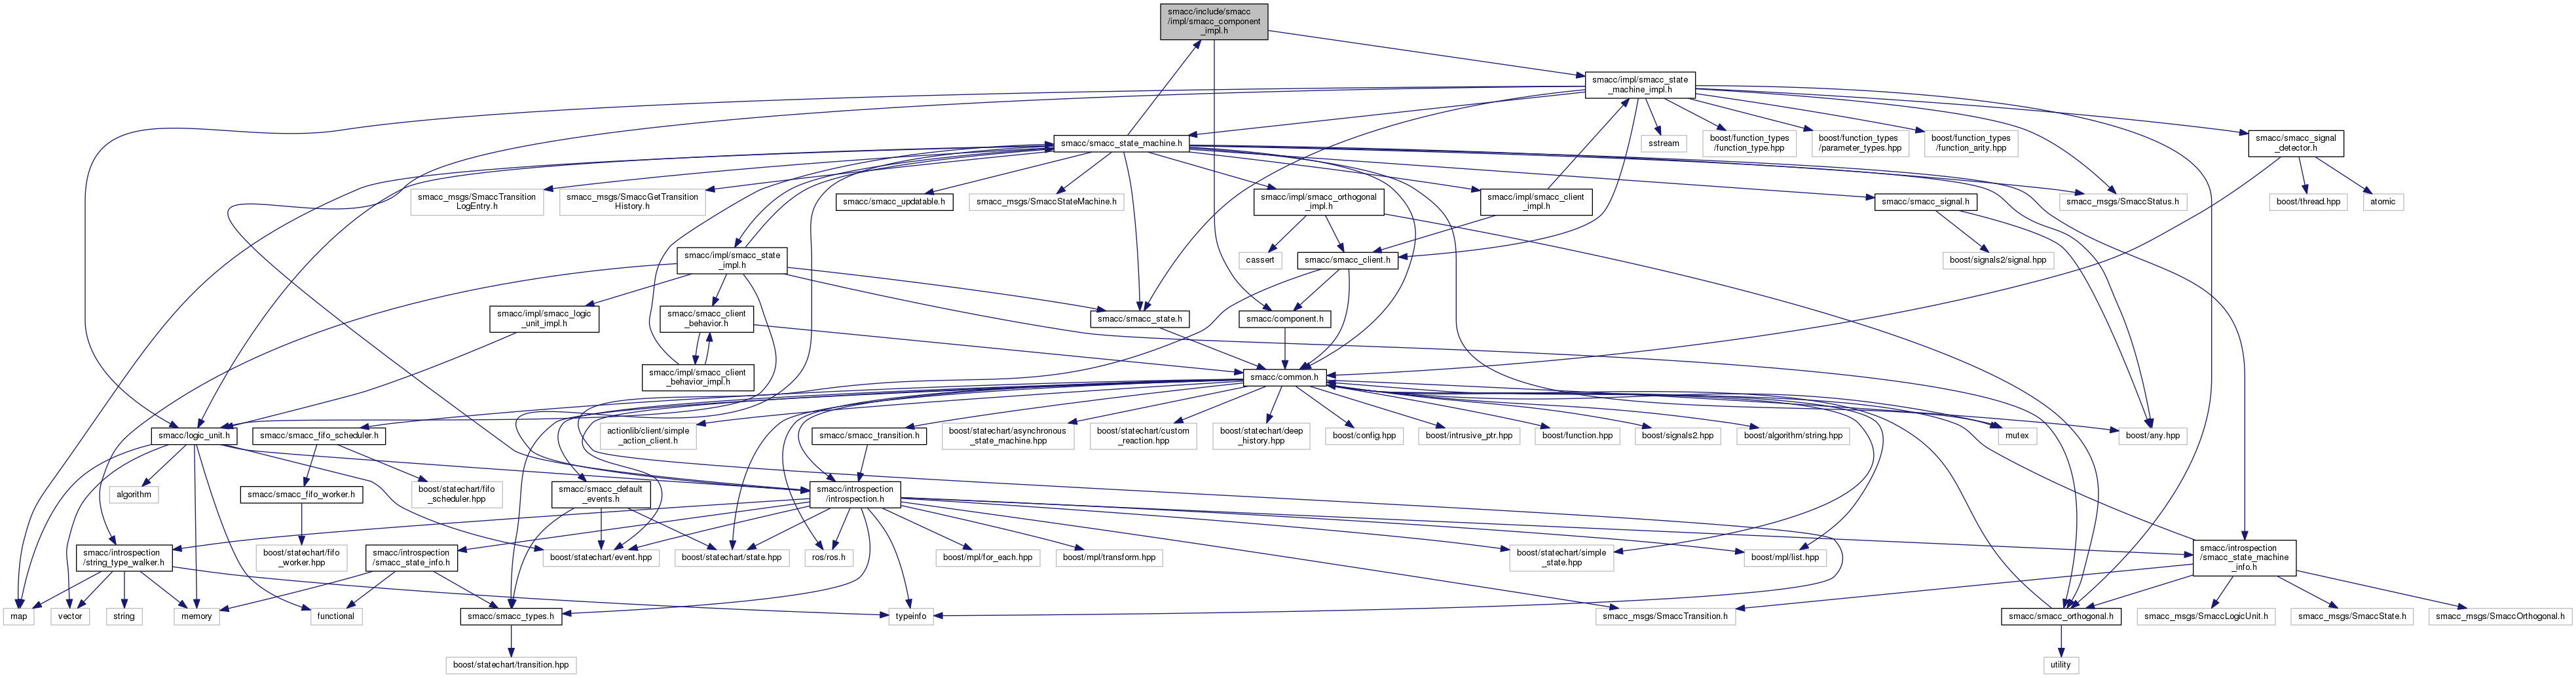 smacc/include/smacc
/impl/smacc_component
_impl.h
smacc/impl/smacc_state
_machine_impl.h
smacc/smacc_state_machine.h
sstream
boost/function_types
/function_type.hpp
boost/function_types
/parameter_types.hpp
boost/function_types
/function_arity.hpp
smacc/smacc_signal
_detector.h
smacc_msgs/SmaccTransition
LogEntry.h
smacc_msgs/SmaccGetTransition
History.h
smacc/smacc_updatable.h
smacc_msgs/SmaccStateMachine.h
smacc/impl/smacc_orthogonal
_impl.h
smacc/impl/smacc_client
_impl.h
smacc/smacc_signal.h
smacc_msgs/SmaccStatus.h
boost/thread.hpp
atomic
smacc/impl/smacc_state
_impl.h
cassert
smacc/smacc_client.h
boost/signals2/signal.hpp
smacc/impl/smacc_logic
_unit_impl.h
smacc/smacc_client
_behavior.h
smacc/smacc_state.h
smacc/component.h
smacc/impl/smacc_client
_behavior_impl.h
smacc/common.h
smacc/logic_unit.h
smacc/smacc_fifo_scheduler.h
actionlib/client/simple
_action_client.h
smacc/smacc_transition.h
boost/statechart/asynchronous
_state_machine.hpp
boost/statechart/custom
_reaction.hpp
boost/statechart/deep
_history.hpp
boost/config.hpp
boost/intrusive_ptr.hpp
boost/function.hpp
boost/signals2.hpp
boost/algorithm/string.hpp
mutex
boost/any.hpp
algorithm
smacc/smacc_fifo_worker.h
boost/statechart/fifo
_scheduler.hpp
smacc/smacc_default
_events.h
smacc/introspection
/introspection.h
smacc/introspection
/string_type_walker.h
boost/statechart/fifo
_worker.hpp
smacc/introspection
/smacc_state_info.h
boost/statechart/event.hpp
boost/statechart/state.hpp
ros/ros.h
boost/mpl/for_each.hpp
boost/mpl/transform.hpp
boost/statechart/simple
_state.hpp
boost/mpl/list.hpp
smacc/introspection
/smacc_state_machine
_info.h
map
vector
string
memory
functional
smacc/smacc_types.h
typeinfo
smacc_msgs/SmaccTransition.h
smacc/smacc_orthogonal.h
smacc_msgs/SmaccLogicUnit.h
smacc_msgs/SmaccState.h
smacc_msgs/SmaccOrthogonal.h
boost/statechart/transition.hpp
utility